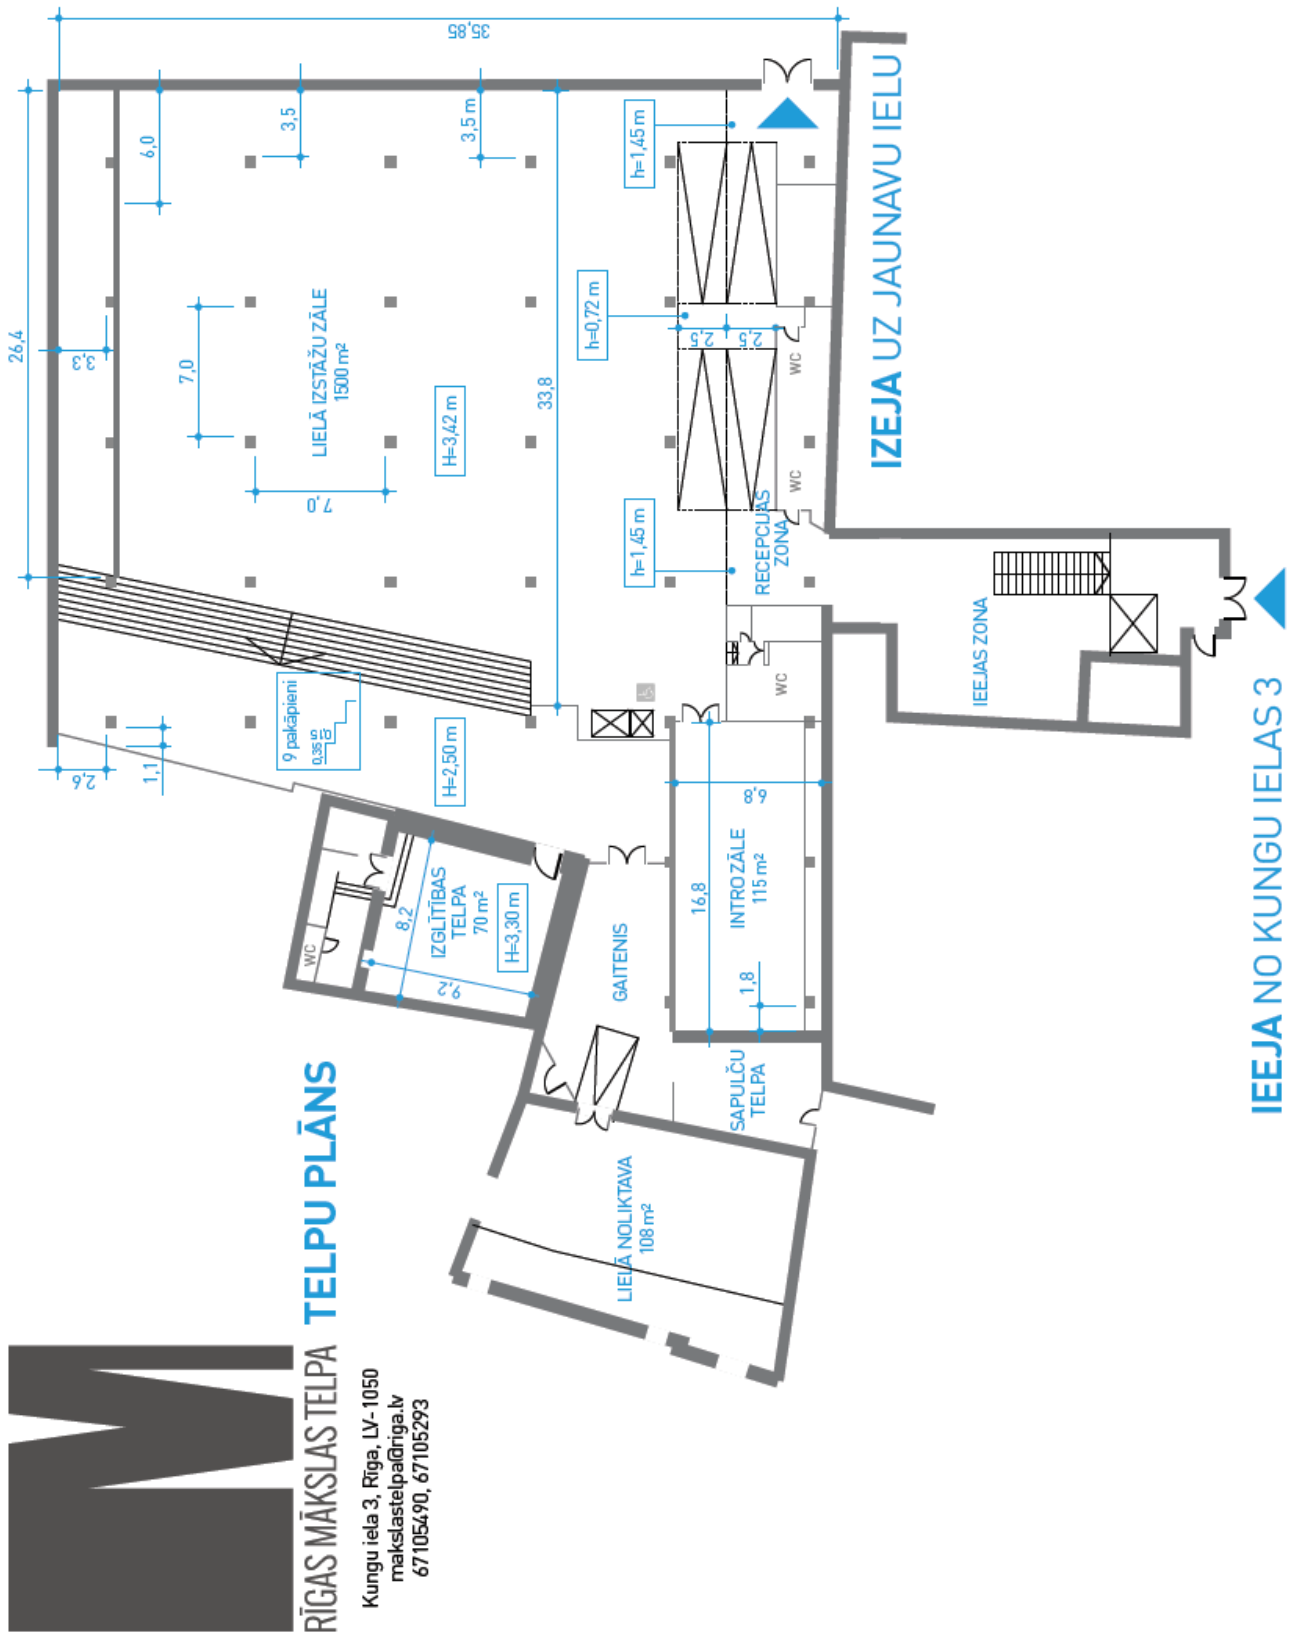 TELPU PLĀNS
RĪGAS MĀKSLAS TELPA
Kungu iela 3, Rīga, LV-1050
makslastelpa@riga.lv
67105490, 67105293
26,4
35,85
3,3
6,0
3,5
3,5 m
7,0
7,0
LIELĀ IZSTĀŽU ZĀLE
1500 m²
H=3,42 m
33,8
h=1,45 m
h=0,72 m
2,5
2,5
h=1,45 m
WC
WC
RECEPCIJAS
ZONA
IZEJA UZ JAUNAVU IELU
9 pakāpieni
0,35
0,15
2,6
1,1
H=2,50 m
WC
8,2
9,2
IZGLĪTĪBAS
TELPA
70 m²
H=3,30 m
GAITENIS
WC
6,8
16,8
INTRO ZĀLE
115 m²
1,8
SAPULČU
TELPA
LIELĀ NOLIKTAVA
108 m²
IEEJAS ZONA
IEEJA NO KUNGU IELAS 3